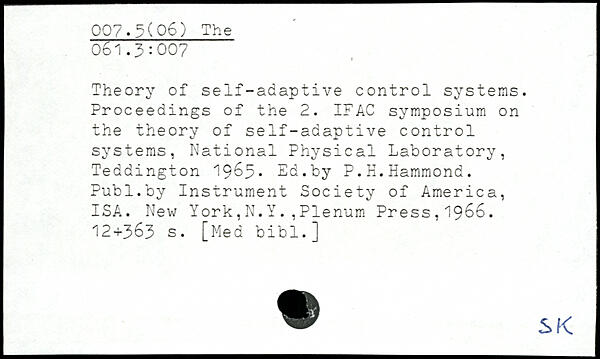 007.5(06) The
061.3:007
Theory of self-adaptive control systems.
Proceedings of the 2. IFAC symposium on
the theory of self-adaptive control
systems, National Physical Laboratory,
Teddington 1965. Ed.by P.H.Hammond.
Publ.by Instrument Society of America,
ISA. New York,N.Y.,Plenum Press,1966.
12+363 s. [Med bibl.]
SK